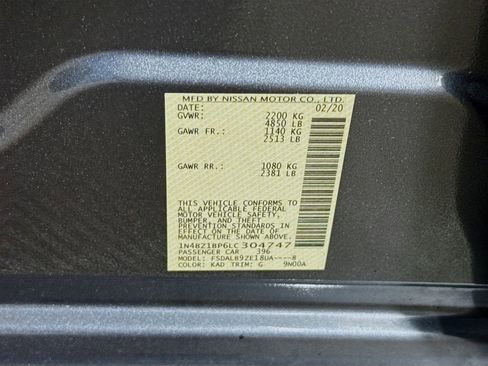 MFD BY NISSAN MOTOR CO., LTD.
DATE: 02/20
GVWR: 2200 KG
4850 LB
GAWR FR.: 1140 KG
2513 LB
GAWR RR.: 1080 KG
2381 LB
THIS VEHICLE CONFORMS TO
ALL APPLICABLE FEDERAL
MOTOR VEHICLE SAFETY,
BUMPER, AND THEFT
PREVENTION STANDARDS IN
EFFECT ON THE DATE OF
MANUFACTURE SHOWN ABOVE.
1N4BZ1BP6LC304747
PASSENGER CAR 396
MODEL: FSDALB9ZE18UA----B
COLOR: KAD TRIM: G 9N00A